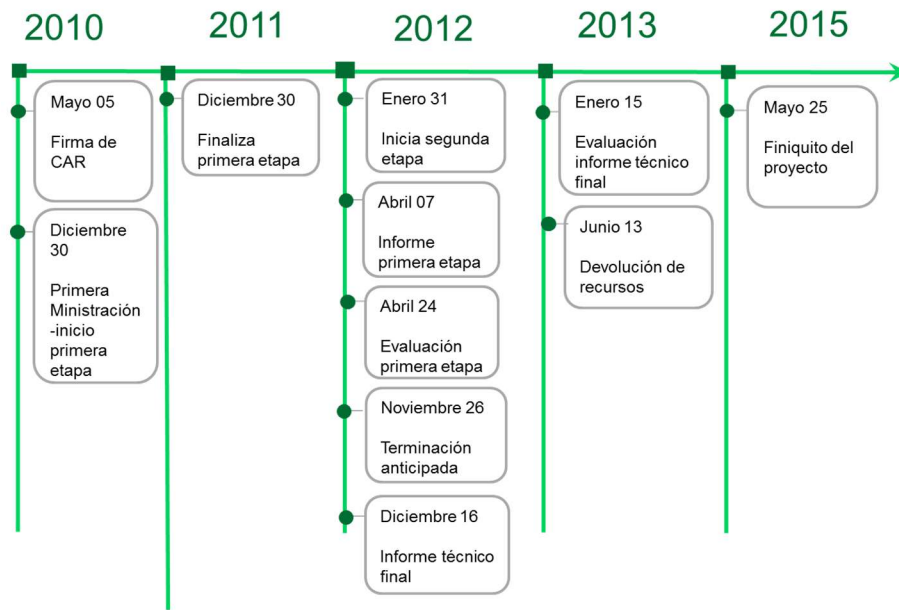 2010
2011
2012
2013
2015
Mayo 05
Firma de
CAR
Diciembre
30
Primera
Ministración
-inicio
primera
etapa
Diciembre 30
Finaliza
primera etapa
Enero 31
Inicia segunda
etapa
Abril 07
Informe
primera etapa
Abril 24
Evaluación
primera etapa
Noviembre 26
Terminación
anticipada
Diciembre 16
Informe técnico
final
Enero 15
Evaluación
informe técnico
final
Junio 13
Devolución de
recursos
Mayo 25
Finiquito del
proyecto